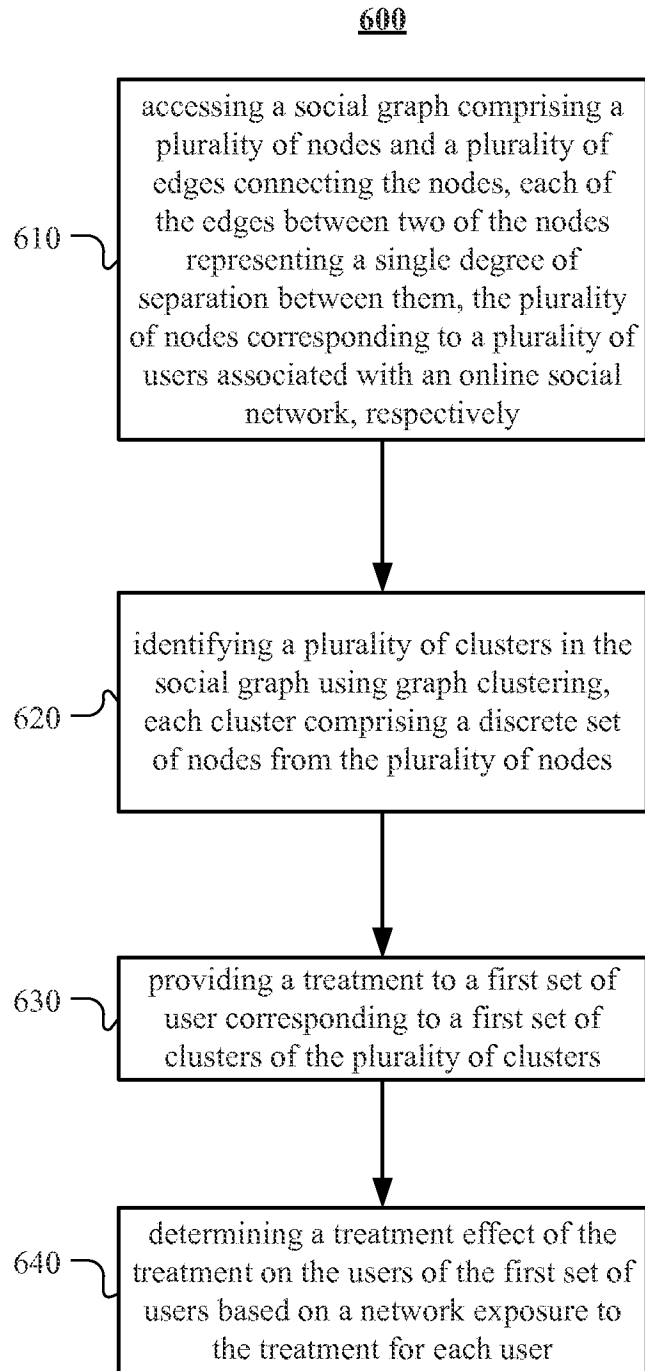 600
accessing a social graph comprising a
plurality of nodes and a plurality of
edges connecting the nodes, each of
the edges between two of the nodes
610
representing a single degree of
separation between them, the plurality
of nodes corresponding to a plurality of
users associated with an online social
network, respectively
identifying a plurality of clusters in the
social graph using graph clustering,
620
each cluster comprising a discrete set
of nodes from the plurality of nodes
providing a treatment to a first set of
630
user corresponding to a first set of
clusters of the plurality of clusters
determining a treatment effect of the
treatment on the users of the first set of
640
users based on a network exposure to
the treatment for each user